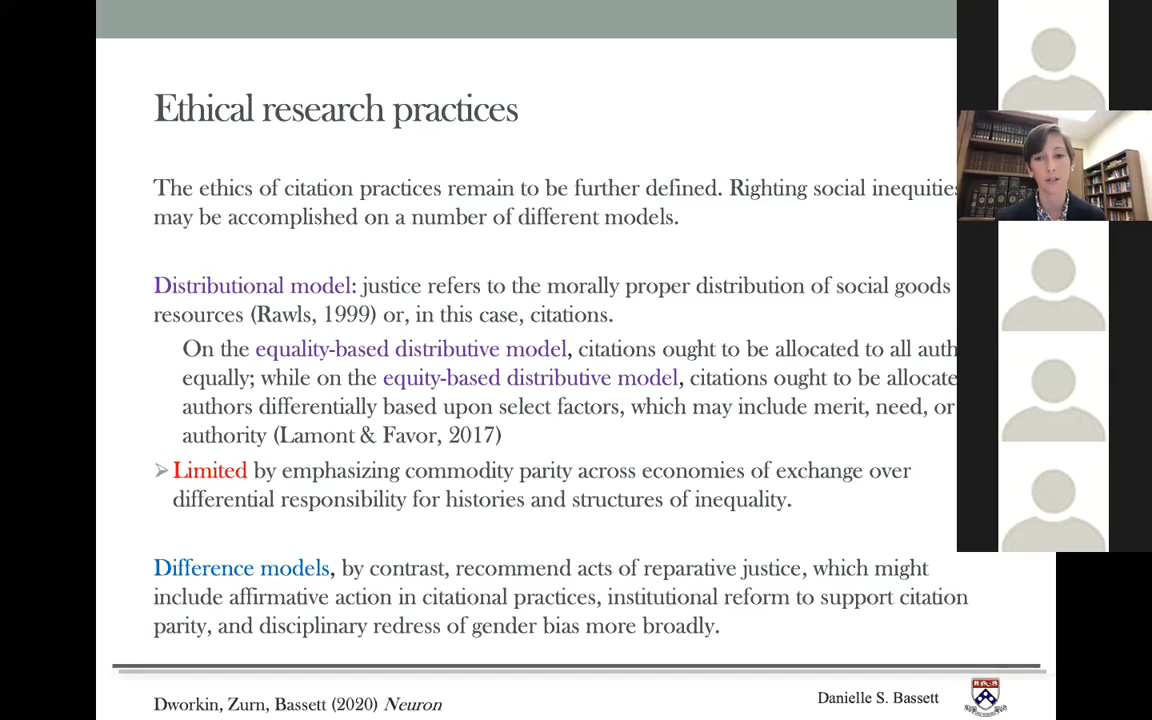 Ethical research practices
The ethics of citation practices remain to be further defined. Righting social
may be accomplished on a number of different models.
Distributional model: justice refers to the morally proper distribution of social goods
resources (Rawls, 1999) or, in this case, citations.
On the equality-based distributive model, citations ought to be allocated to all
equally; while on the equity-based distributive model, citations ought to be
authors differentially based upon select factors, which may include merit, need, or
authority (Lamont & Favor, 2017)
➢ Limited by emphasizing commodity parity across economies of exchange over
differential responsibility for histories and structures of inequality.
Difference models, by contrast, recommend acts of reparative justice, which might
include affirmative action in citational practices, institutional reform to support citation
parity, and disciplinary redress of gender bias more broadly.
Dworkin, Zurn, Bassett (2020) Neuron
Danielle S. Bassett